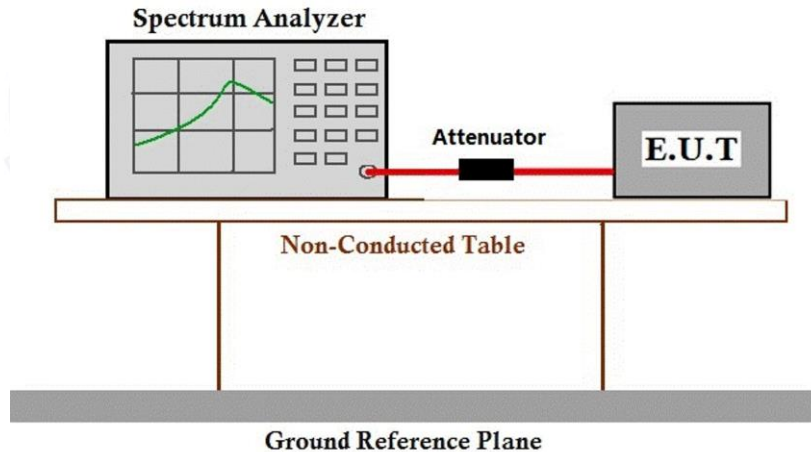 Spectrum Analyzer
Attenuator
E.U.T
Non-Conducted Table
Ground Reference Plane